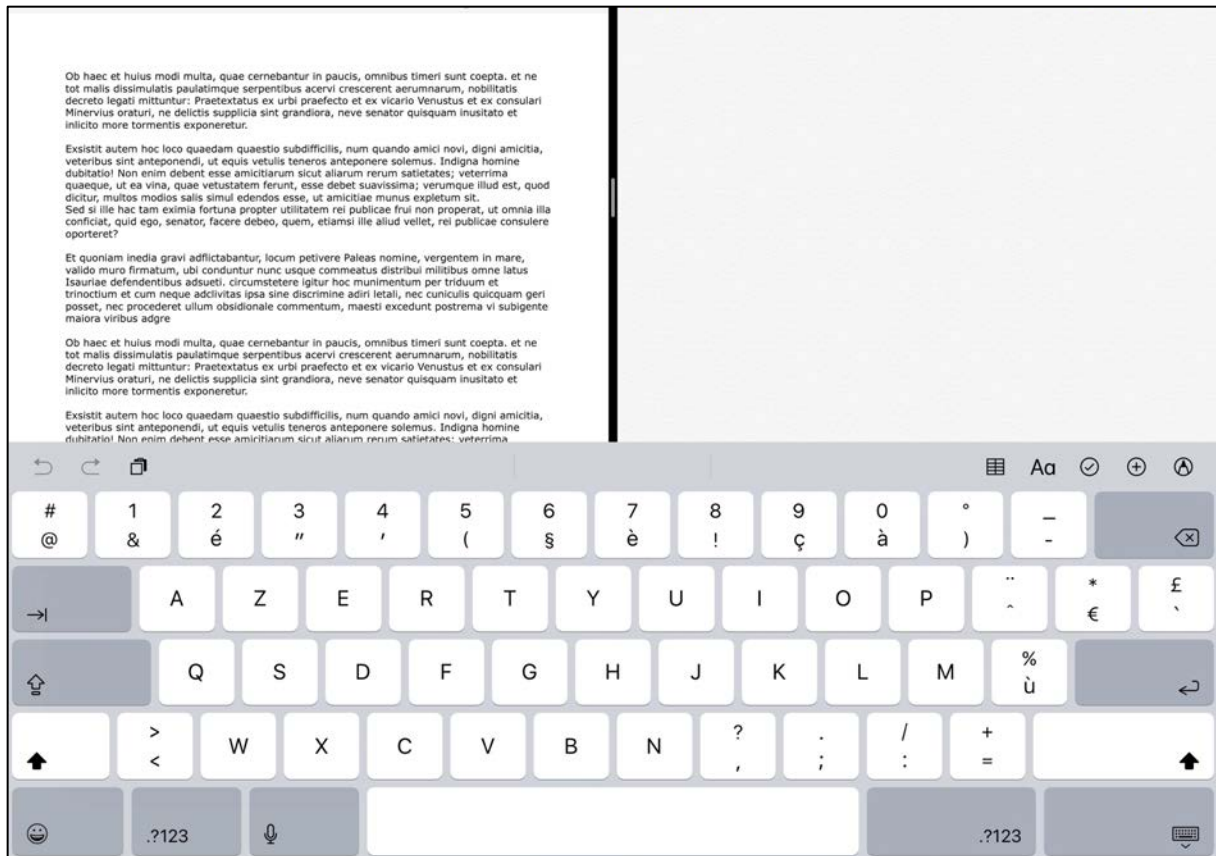 Ob haec et huius modi multa, quae cernebantur in paucis, omnibus timeri sunt coepta. et ne
tot malis dissimulatis paulatimque serpentibus acervi crescerent aerumnarum, nobilitatis
decreto legati mittuntur: Praetextatus ex urbi praefecto et ex vicario Venustus et ex consulari
Minervius oraturi, ne delictis supplicia sint grandiora, neve senator quisquam inusitato et
inlicito more tormentis exponeretur.
Exsistit autem hoc loco quaedam quaestio subdifficilis, num quando amici novi, digni amicitia,
veteribus sint anteponendi, ut equis vetulis teneros anteponere solemus. Indigna homine
dubitatio! Non enim debent esse amicitiarum sicut aliarum rerum satietates; veterrima
quaeque, ut ea vina, quae vetustatem ferunt, esse debet suavissima; verumque illud est, quod
dicitur, multos modios salis simul edendos esse, ut amicitiae munus expletum sit.
Sed si ille hac tam eximia fortuna propter utilitatem rei publicae frui non properat, ut omnia illa
conficiat, quid ego, senator, facere debeo, quem, etiamsi ille aliud vellet, rei publicae consulere
oporteret?
Et quoniam inedia gravi adflictabantur, locum petivere Paleas nomine, vergentem in mare,
valido muro firmatum, ubi conduntur nunc usque commeatus distribui militibus omne latus
Isauriae defendentibus adsueti. circumstetere igitur hoc munimentum per triduum et
trinoctium et cum neque adclivitas ipsa sine discrimine adiri letali, nec cuniculis quicquam geri
posset, nec procederet ullum obsidionale commentum, maesti excedunt postrema vi subigente
maiora viribus adgre
Ob haec et huius modi multa, quae cernebantur in paucis, omnibus timeri sunt coepta. et ne
tot malis dissimulatis paulatimque serpentibus acervi crescerent aerumnarum, nobilitatis
decreto legati mittuntur: Praetextatus ex urbi praefecto et ex vicario Venustus et ex consulari
Minervius oraturi, ne delictis supplicia sint grandiora, neve senator quisquam inusitato et
inlicito more tormentis exponeretur.
Exsistit autem hoc loco quaedam quaestio subdifficilis, num quando amici novi, digni amicitia,
veteribus sint anteponendi, ut equis vetulis teneros anteponere solemus. Indigna homine
dubitatio! Non enim debent esse amicitiarum sicut aliarum rerum satietates; veterrima
Aa
# 1 2 3 4 5 6 7 8 9 0 ° _
@ & é " ' ( § è ! ç à ) -
A Z E R T Y U I O P ¨ * £
^ € `
Q S D F G H J K L M %
ù
> W X C V B N ? . / +
< , ; : =
.?123 .?123